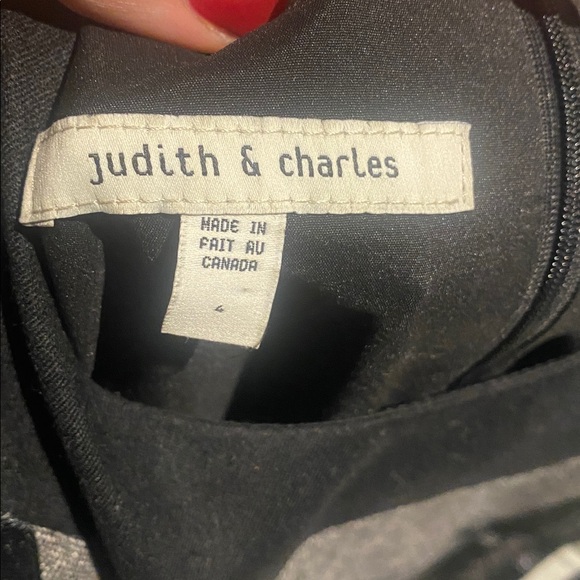 judith & charles
MADE IN
FAIT AU
CANADA
4